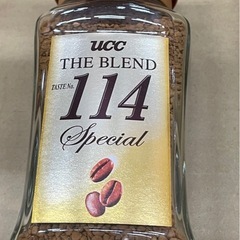 UCC
THE BLEND
TASTE No. 114
Special